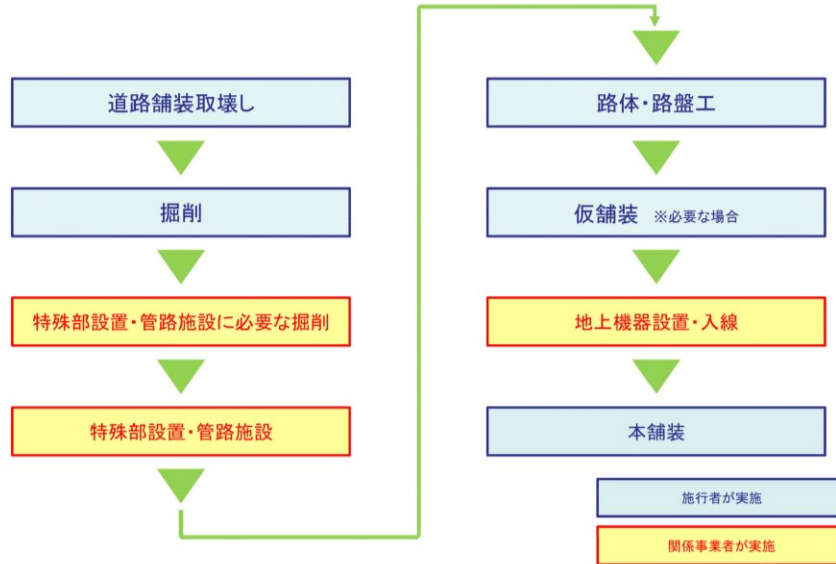 道路舗装取壊し
掘削
特殊部設置・管路施設に必要な掘削
特殊部設置・管路施設
路体・路盤工
仮舗装 ※必要な場合
地上機器設置・入線
本舗装
施行者が実施
関係事業者が実施